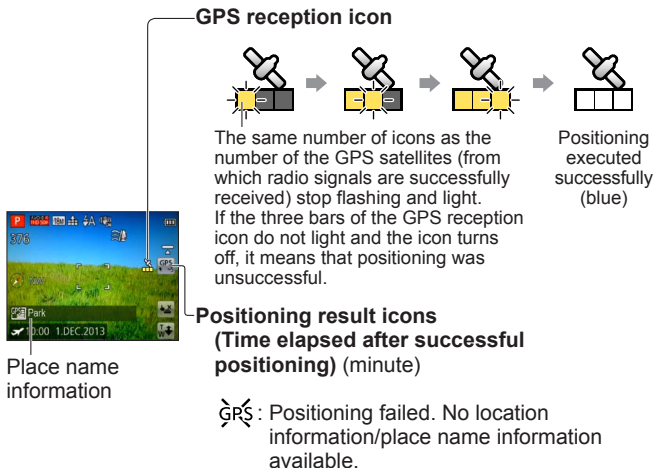 GPS reception icon
The same number of icons as the
number of the GPS satellites (from
which radio signals are successfully
received) stop flashing and light.
If the three bars of the GPS reception
icon do not light and the icon turns
off, it means that positioning was
unsuccessful.
Positioning
executed
successfully
(blue)
P 18M 4:3 A
376
GPS
Park
10:00 1.DEC.2013
T
W
Place name
information
Positioning result icons
(Time elapsed after successful
positioning) (minute)
GPS : Positioning failed. No location
information/place name information
available.